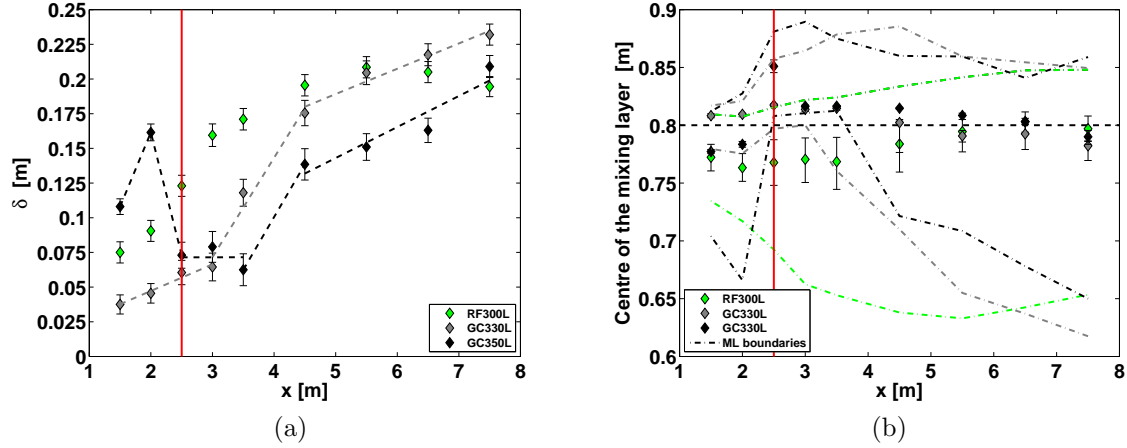 0.25
0.225
0.2
0.175
0.15
0.125
0.1
0.075
0.05
0.025
0
δ [m]
1 2 3 4 5 6 7 8
x [m]
RF300L
GC330L
GC350L
(a)
0.9
0.85
0.8
0.75
0.7
0.65
0.6
Centre of the mixing layer [m]
1 2 3 4 5 6 7 8
x [m]
RF300L
GC330L
GC330L
ML boundaries
(b)